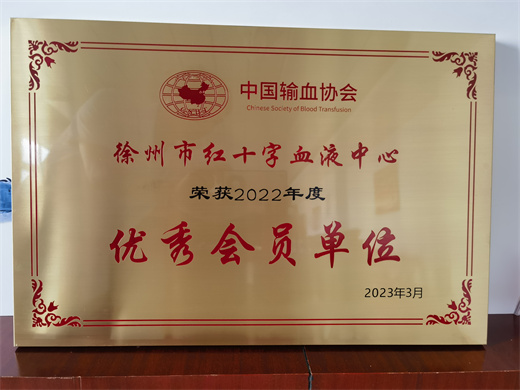 中国输血协会
Chinese Society of Blood Transfusion
徐州市红十字血液中心
荣获2022年度
优秀会员单位
2023年3月